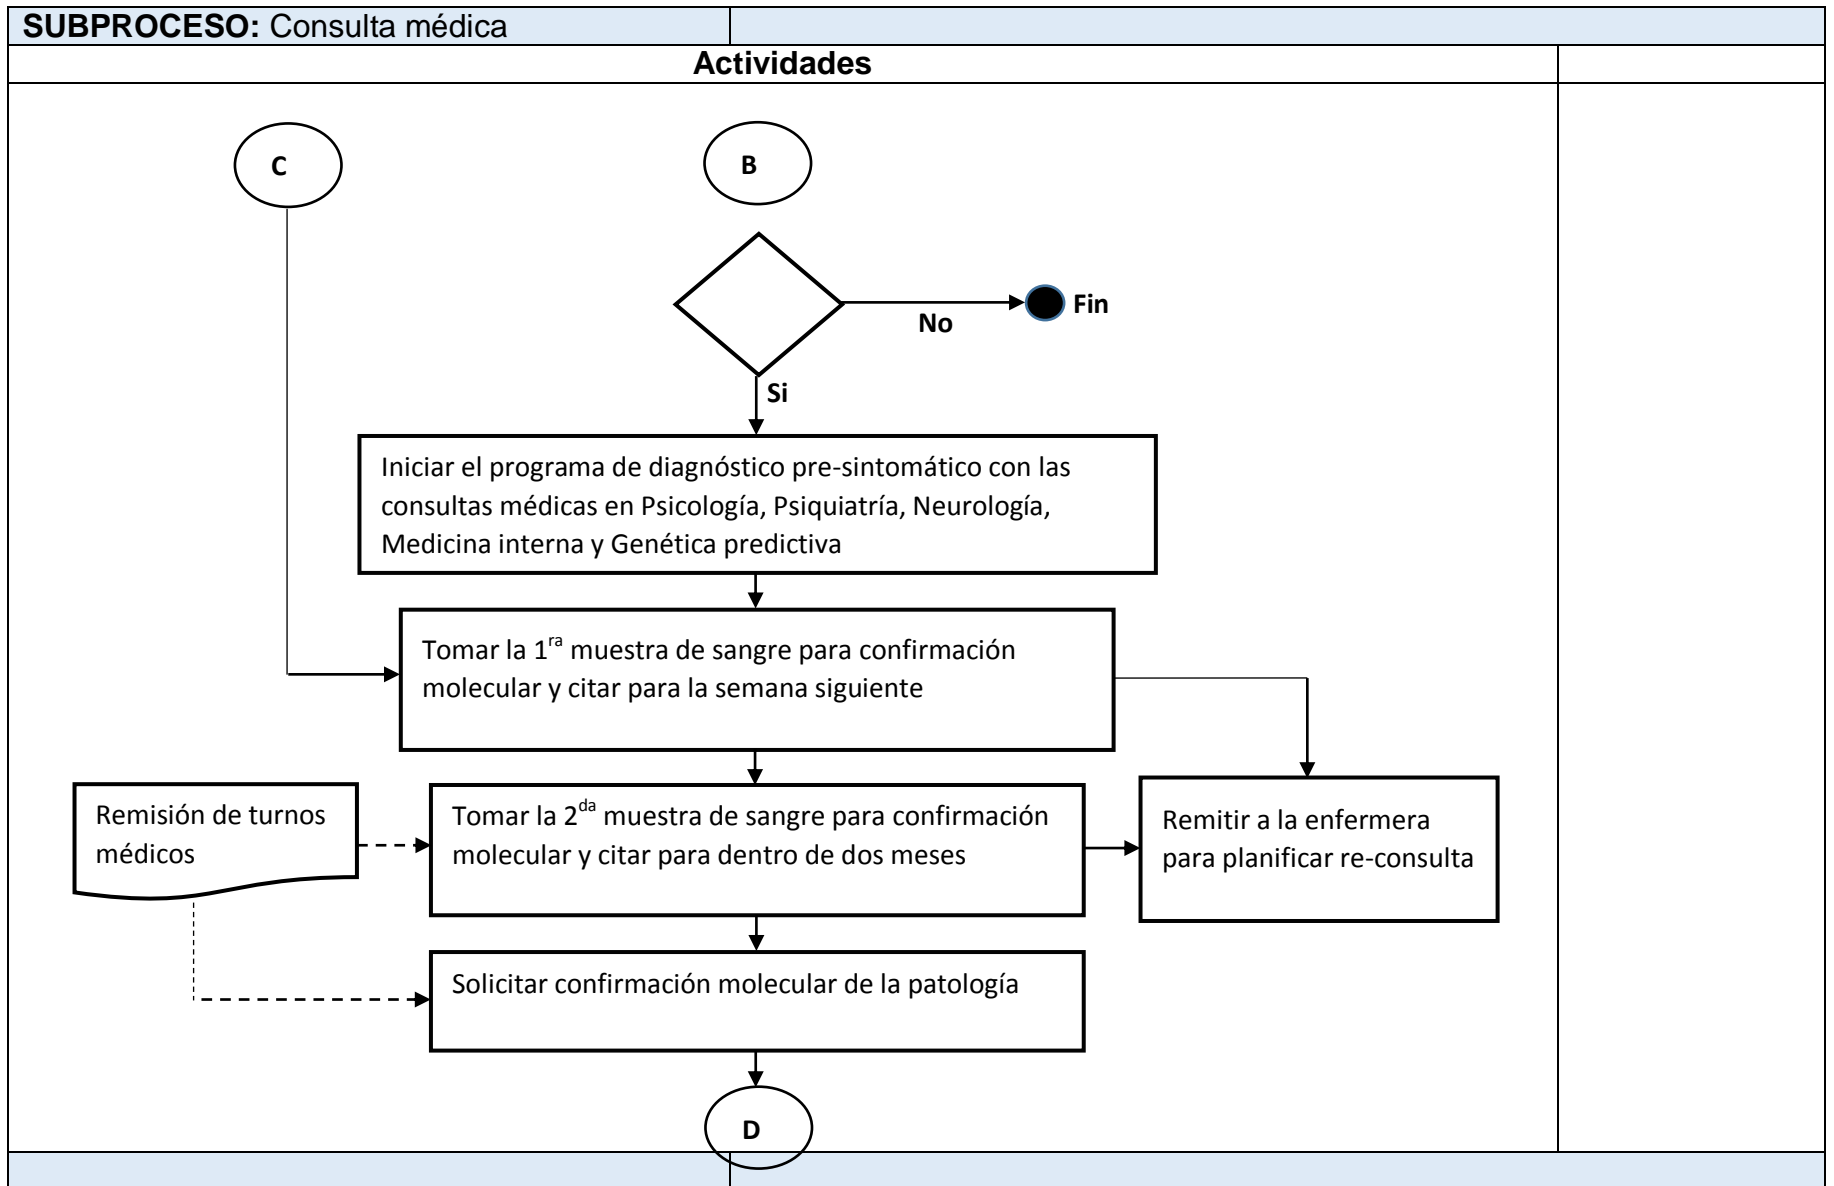 SUBPROCESO: Consulta médica
Actividades
C
B
No
Fin
Si
Iniciar el programa de diagnóstico pre-sintomático con las
consultas médicas en Psicología, Psiquiatría, Neurología,
Medicina interna y Genética predictiva
Tomar la 1ra muestra de sangre para confirmación
molecular y citar para la semana siguiente
Remisión de turnos
médicos
Tomar la 2da muestra de sangre para confirmación
molecular y citar para dentro de dos meses
Remitir a la enfermera
para planificar re-consulta
Solicitar confirmación molecular de la patología
D